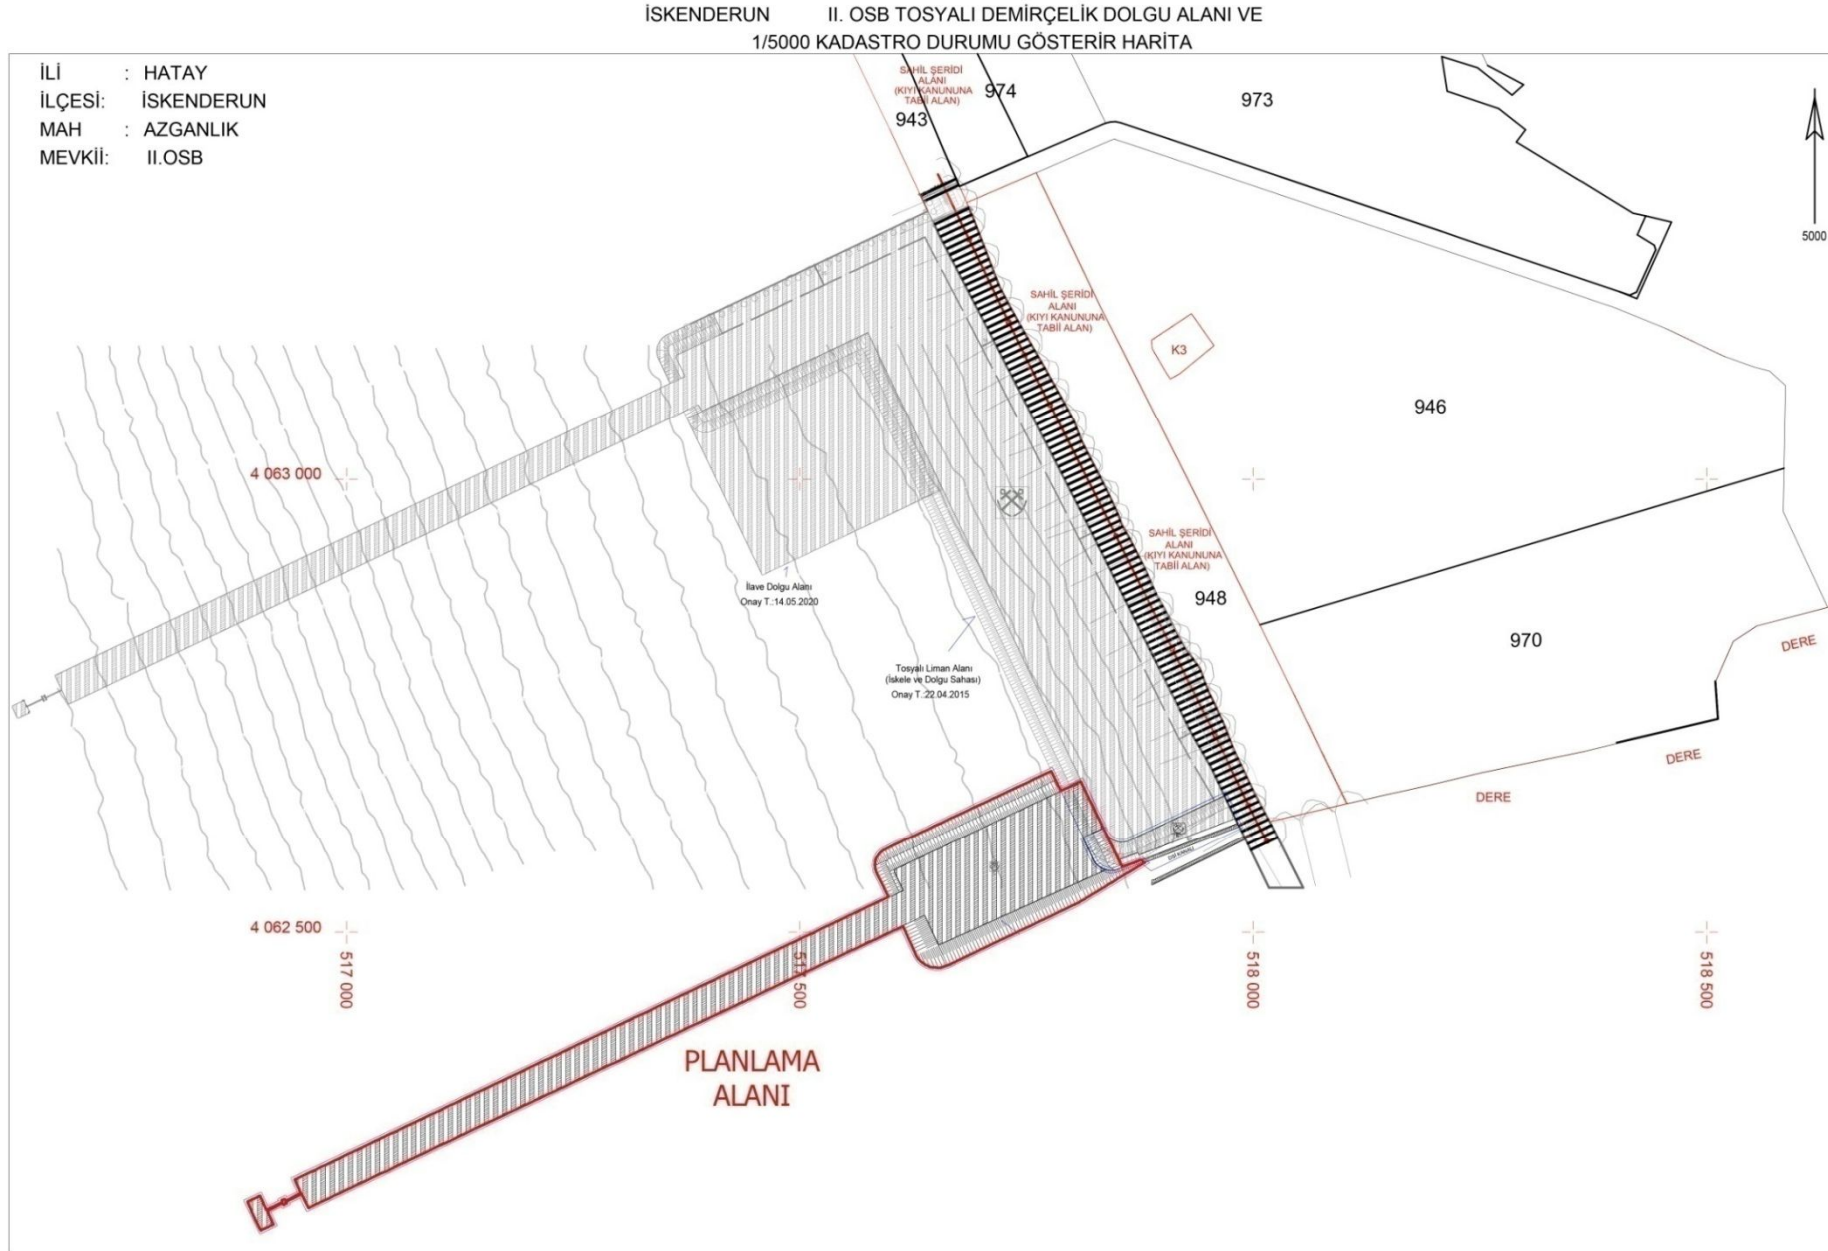 İSKENDERUN II. OSB TOSYALI DEMİRÇELİK DOLGU ALANI VE
1/5000 KADASTRO DURUMU GÖSTERİR HARİTA
İLİ : HATAY
İLÇESİ: İSKENDERUN
MAH : AZGANLIK
MEVKİİ: II.OSB
SAHİL ŞERİDİ
ALANI
(KIYI KANUNUNA
TABİİ ALAN)
943
974
973
5000
SAHİL ŞERİDİ
ALANI
(KIYI KANUNUNA
TABİİ ALAN)
K3
946
4 063 000
SAHİL ŞERİDİ
ALANI
(KIYI KANUNUNA
TABİİ ALAN)
948
970
DERE
İlave Dolgu Alanı
Onay T.:14.05.2020
Tosyalı Liman Alanı
(İskele ve Dolgu Sahası)
Onay T.:22.04.2015
DERE
DERE
4 062 500
517 000
517 500
518 000
518 500
PLANLAMA
ALANI